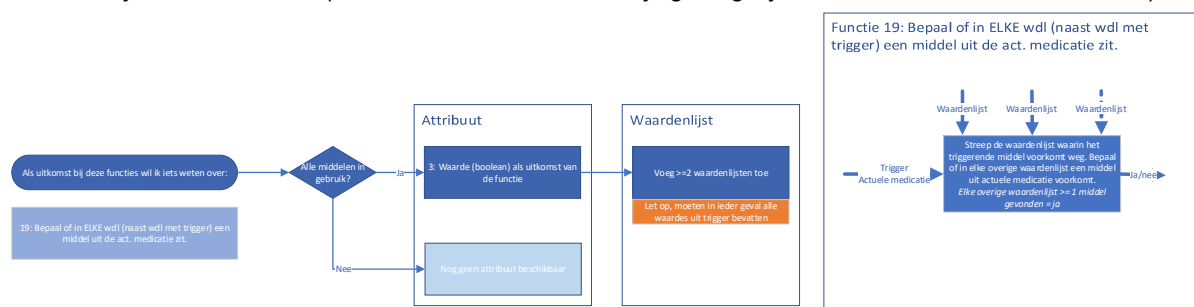 Functie 19: Bepaal of in ELKE wdl (naast wdl met
trigger) een middel uit de act. medicatie zit.
Attribuut
Waardenlijst
Als uitkomst bij deze functies wil ik iets weten over:
Alle middelen in
gebruik?
Ja
3: Waarde (boolean) als uitkomst van
de functie
Voeg >=2 waardenlijsten toe
Let op, moeten in ieder geval alle
waardes uit trigger bevatten
19: Bepaal of in ELKE wdl (naast wdl met trigger) een
middel uit de act. medicatie zit.
Nee
Nog geen attribuut beschikbaar
Waardenlijst
Waardenlijst
Waardenlijst
Trigger
Actuele medicatie
Streep de waardenlijst waarin het
triggerende middel voorkomt weg. Bepaal
of in elke overige waardenlijst een middel
uit actuele medicatie voorkomt.
Elke overige waardenlijst >= 1 middel
gevonden = ja
Ja/nee